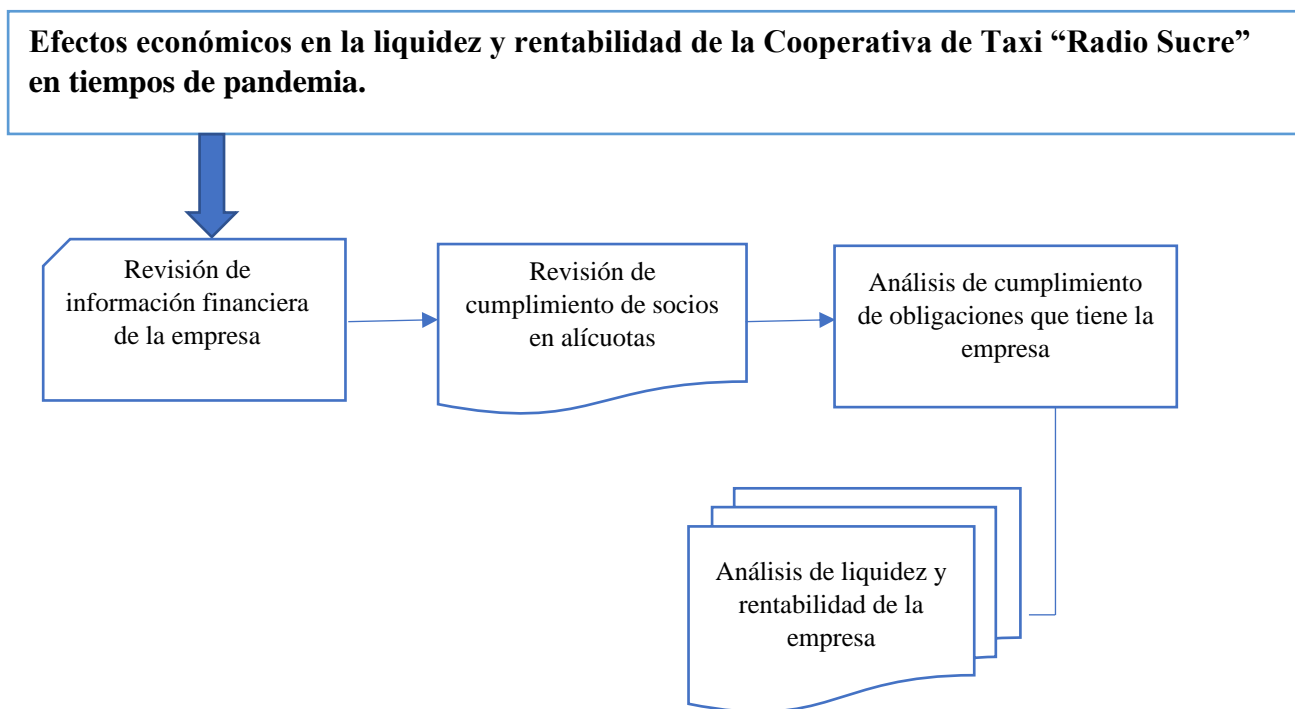 Efectos económicos en la liquidez y rentabilidad de la Cooperativa de Taxi “Radio Sucre”
en tiempos de pandemia.
Revisión de
información financiera
de la empresa
Revisión de
cumplimiento de socios
en alícuotas
Análisis de cumplimiento
de obligaciones que tiene la
empresa
Análisis de liquidez y
rentabilidad de la
empresa